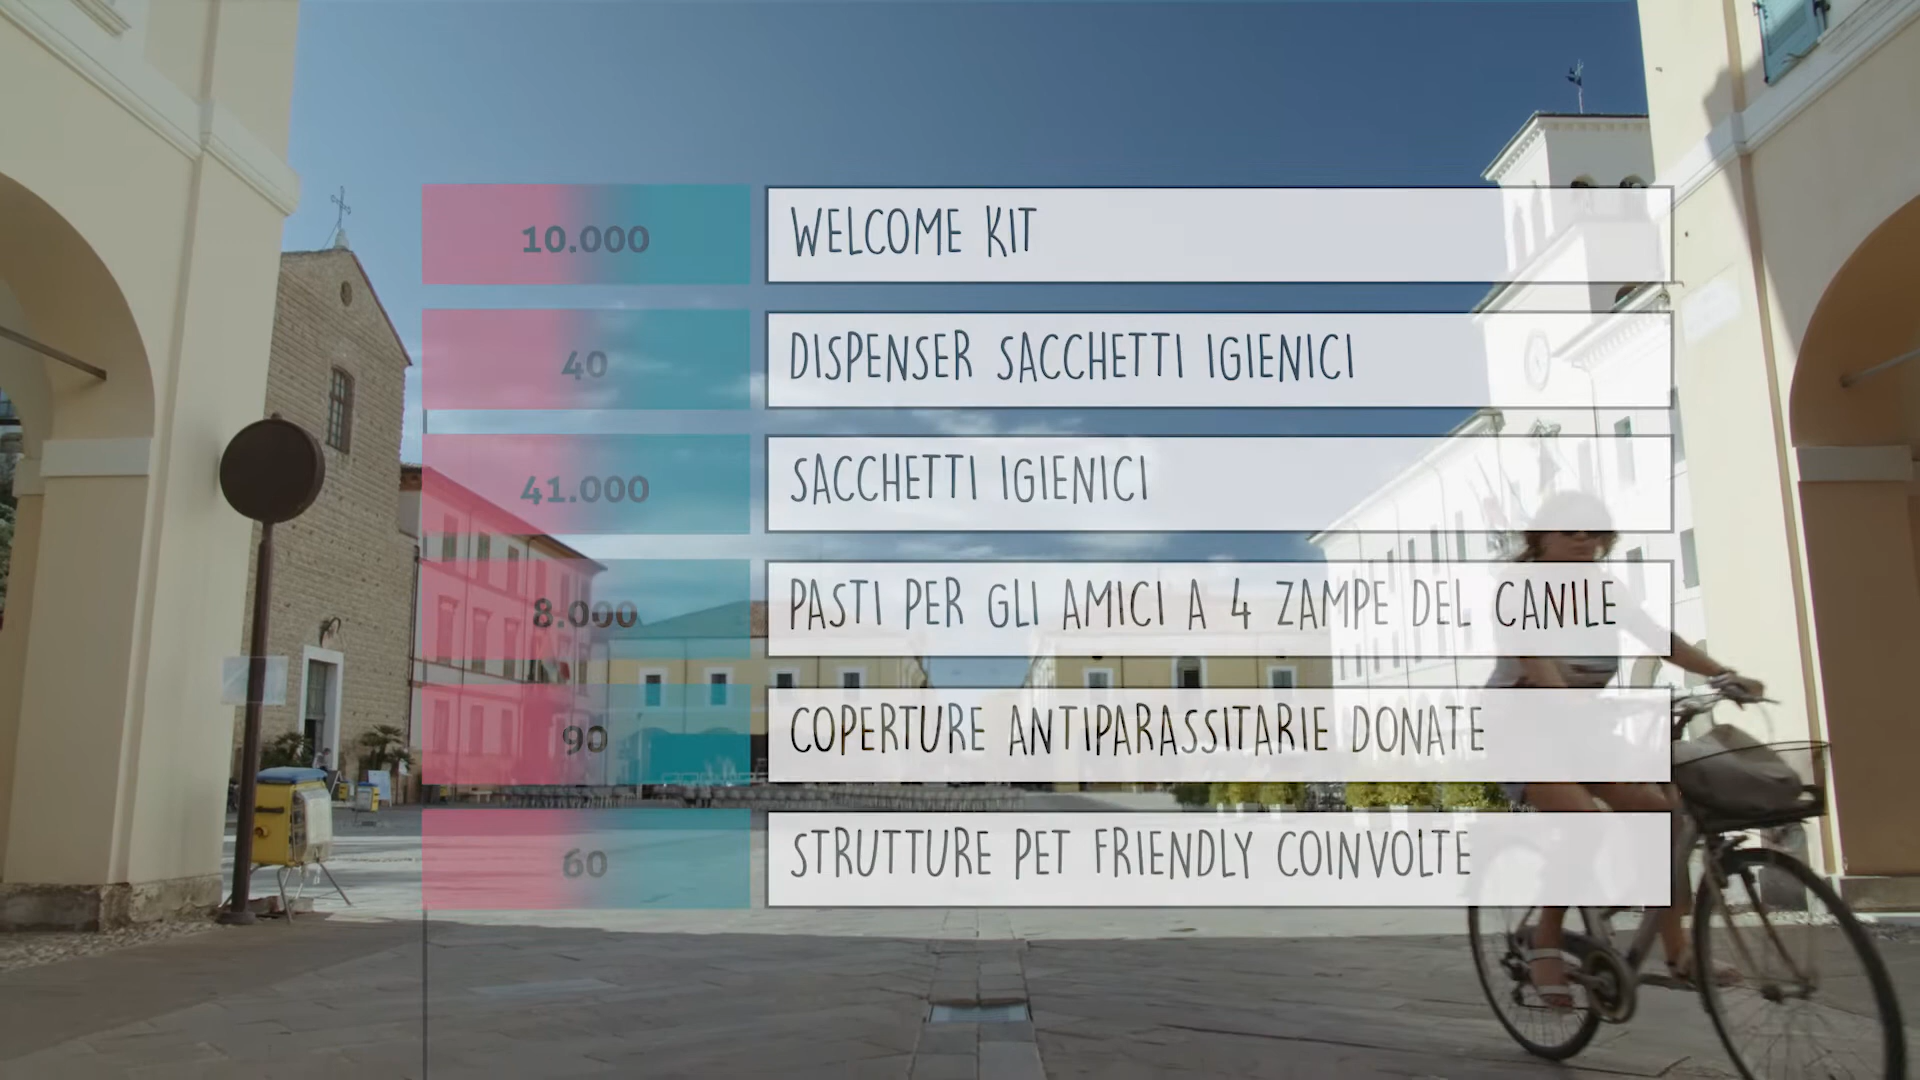 10.000 WELCOME KIT
40 DISPENSER SACCHETTI IGIENICI
41.000 SACCHETTI IGIENICI
8.000 PASTI PER GLI AMICI A 4 ZAMPE DEL CANILE
90 COPERTURE ANTIPARASSITARIE DONATE
60 STRUTTURE PET FRIENDLY COINVOLTE